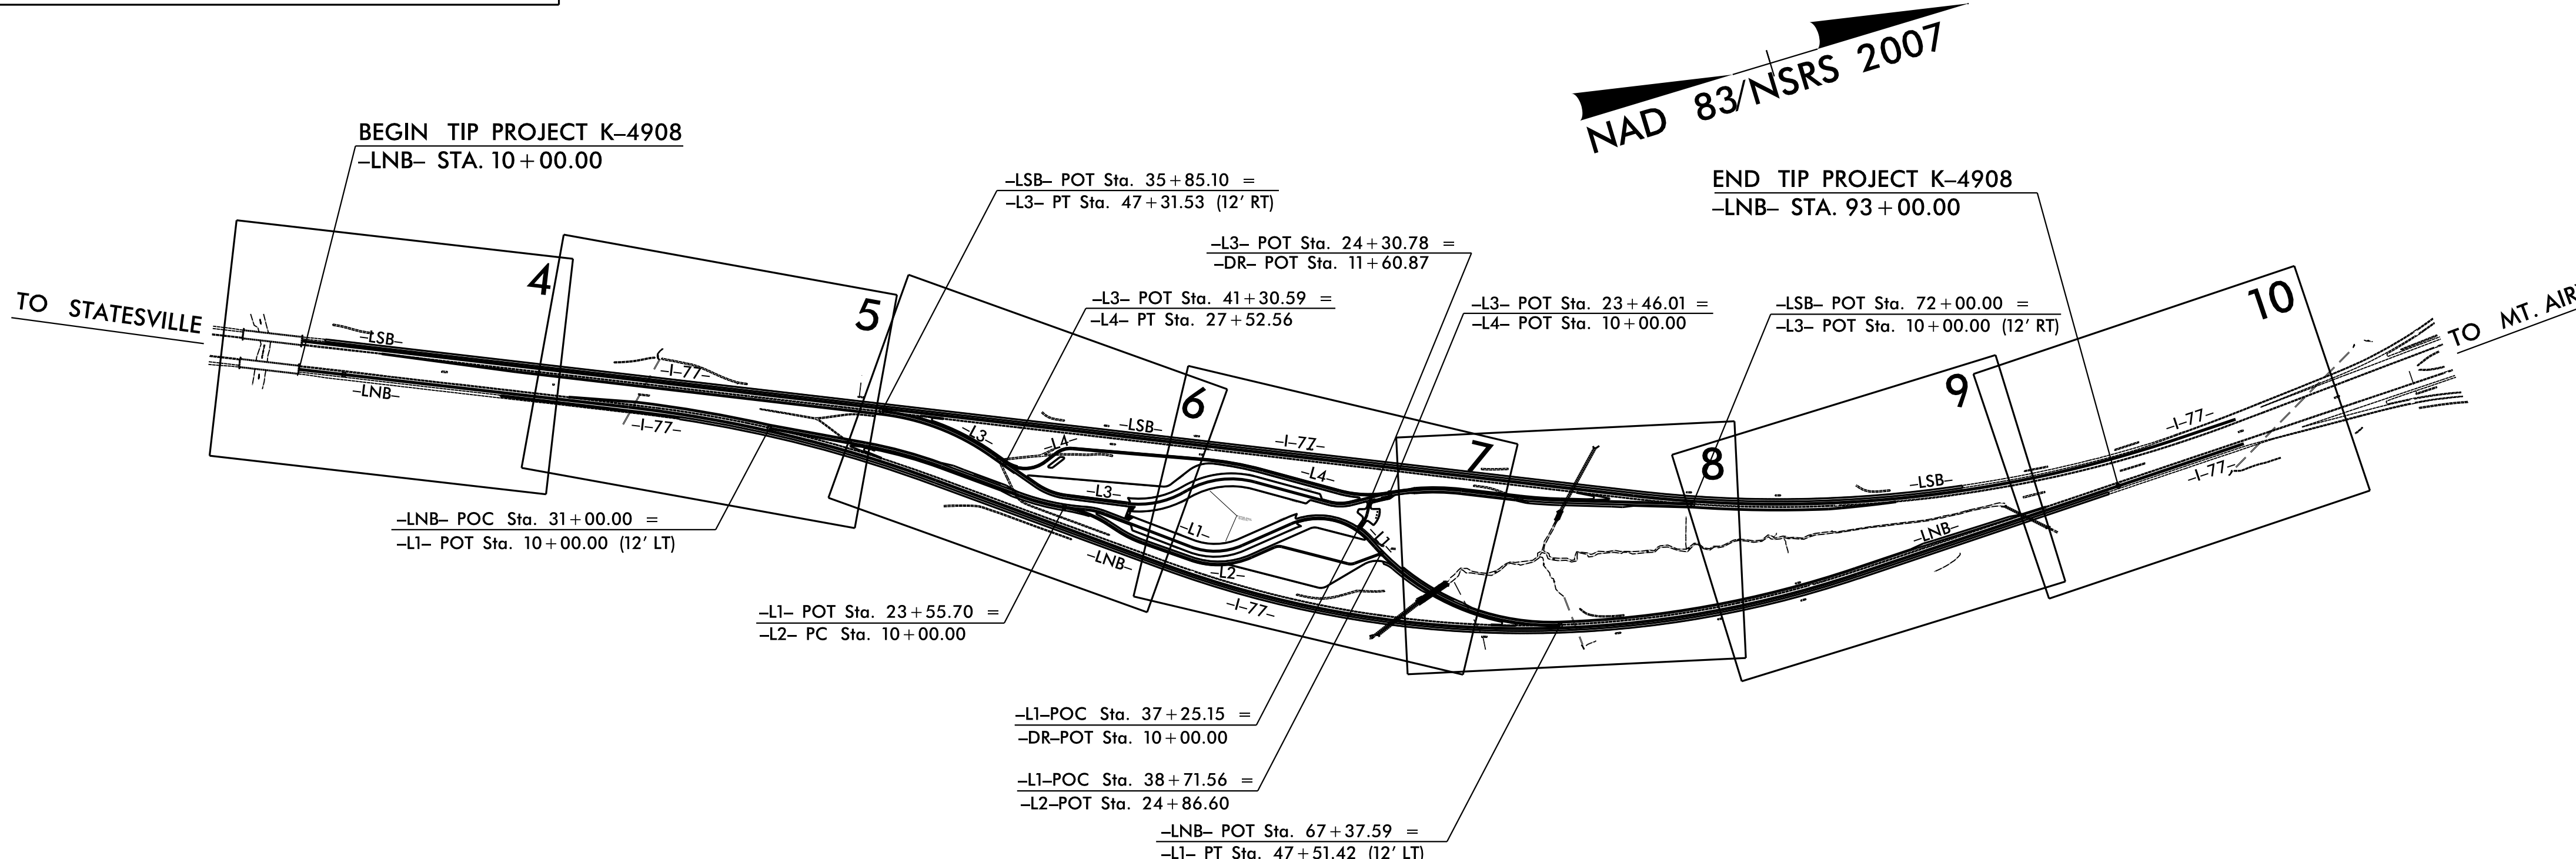 NAD 83/NSRS 2007
BEGIN TIP PROJECT K–4908
–LNB– STA. 10+00.00
–LSB– POT Sta. 35+85.10 =
–L3– PT Sta. 47+31.53 (12' RT)
END TIP PROJECT K–4908
–LNB– STA. 93+00.00
–L3– POT Sta. 24+30.78 =
–DR– POT Sta. 11+60.87
–L3– POT Sta. 41+30.59 =
–L4– PT Sta. 27+52.56
–L3– POT Sta. 23+46.01 =
–L4– POT Sta. 10+00.00
–LSB– POT Sta. 72+00.00 =
–L3– POT Sta. 10+00.00 (12' RT)
TO STATESVILLE
TO MT.
4
5
6
7
8
9
10
–LSB–
–LNB–
–I–77–
–I–77–
–L3–
–L4–
–LSB–
–I–77–
–L3–
–L4–
–L1–
–L1–
–L2–
–LNB–
–I–77–
–LSB–
–LNB–
–I–77–
–I–77–
–LNB– POC Sta. 31+00.00 =
–L1– POT Sta. 10+00.00 (12' LT)
–L1– POT Sta. 23+55.70 =
–L2– PC Sta. 10+00.00
–L1–POC Sta. 37+25.15 =
–DR–POT Sta. 10+00.00
–L1–POC Sta. 38+71.56 =
–L2–POT Sta. 24+86.60
–LNB– POT Sta. 67+37.59 =
–L1– PT Sta. 47+51.42 (12' LT)